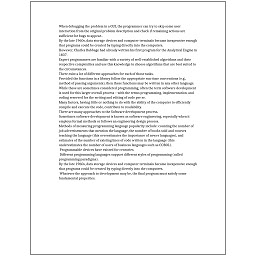 When debugging the problem in a GUI, the programmer can try to skip some user
interaction from the original problem description and check if remaining actions are
sufficient for bugs to appear.
By the late 1960s, data storage devices and computer terminals became inexpensive enough
that programs could be created by typing directly into the computers.
However, Charles Babbage had already written his first program for the Analytical Engine in
1837.
Expert programmers are familiar with a variety of well-established algorithms and their
respective complexities and use this knowledge to choose algorithms that are best suited to
the circumstances.
There exist a lot of different approaches for each of those tasks.
Provided the functions in a library follow the appropriate run-time conventions (e.g.,
method of passing arguments), then these functions may be written in any other language.
While these are sometimes considered programming, often the term software development
is used for this larger overall process – with the terms programming, implementation, and
coding reserved for the writing and editing of code per se.
Many factors, having little or nothing to do with the ability of the computer to efficiently
compile and execute the code, contribute to readability.
There are many approaches to the Software development process.
Sometimes software development is known as software engineering, especially when it
employs formal methods or follows an engineering design process.
Methods of measuring programming language popularity include: counting the number of
job advertisements that mention the language, the number of books sold and courses
teaching the language (this overestimates the importance of newer languages), and
estimates of the number of existing lines of code written in the language (this
underestimates the number of users of business languages such as COBOL).
Programmable devices have existed for centuries.
Different programming languages support different styles of programming (called
programming paradigms).
By the late 1960s, data storage devices and computer terminals became inexpensive enough
that programs could be created by typing directly into the computers.
Whatever the approach to development may be, the final program must satisfy some
fundamental properties.